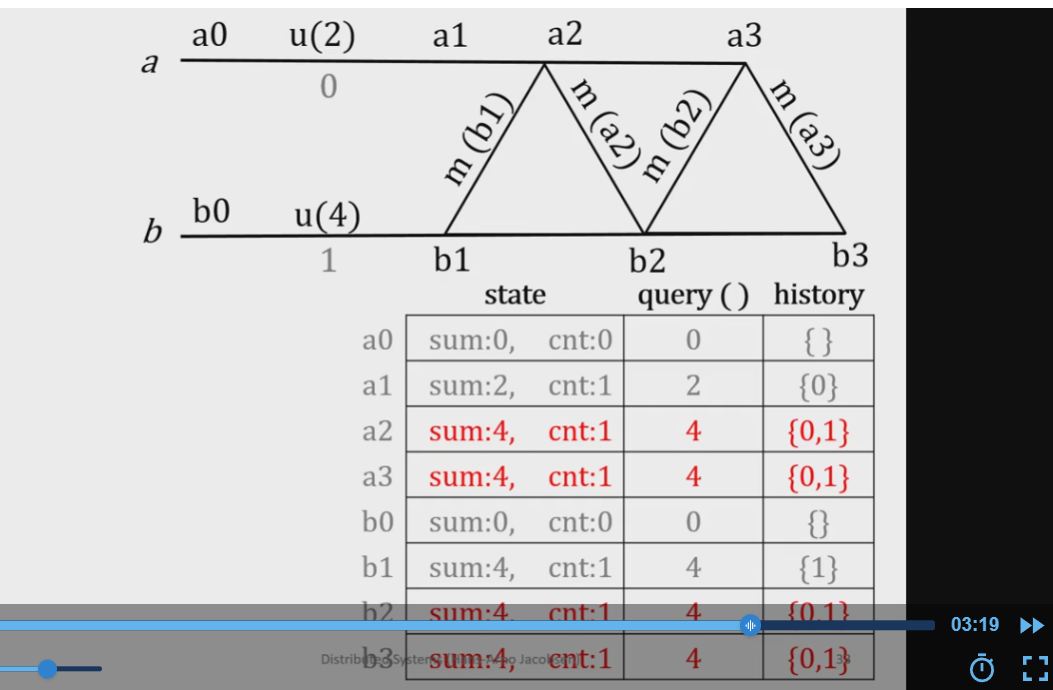 a0 u(2) a1 a2 a3
a
0
m (b1) m (a2) m (b2) m (a3)
b0 u(4)
b
1 b1 b2 b3
state query ( ) history
a0 sum:0, cnt:0 0 { }
a1 sum:2, cnt:1 2 {0}
a2 sum:4, cnt:1 4 {0,1}
a3 sum:4, cnt:1 4 {0,1}
b0 sum:0, cnt:0 0 {}
b1 sum:4, cnt:1 4 {1}
b2 sum:4, cnt:1 4 {0,1}
03:19
b3 sum:4, cnt:1 4 {0,1}
Distributed Systems